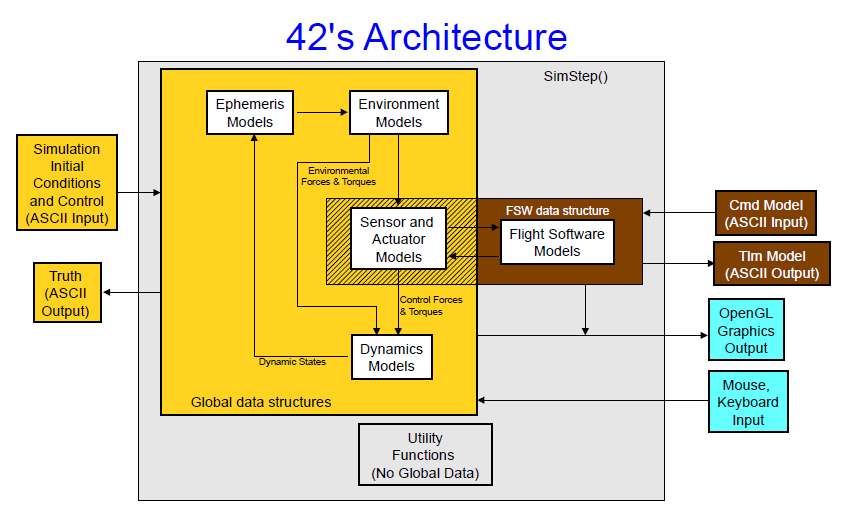 42's Architecture
SimStep()
Ephemeris
Models
Environment
Models
Simulation
Initial
Conditions
and Control
(ASCII Input)
Environmental
Forces & Torques
FSW data structure
Sensor and
Actuator
Models
Flight Software
Models
Cmd Model
(ASCII Input)
Tlm Model
(ASCII Output)
Truth
(ASCII
Output)
Control Forces
& Torques
OpenGL
Graphics
Output
Dynamics
Models
Dynamic States
Mouse,
Keyboard
Input
Global data structures
Utility
Functions
(No Global Data)